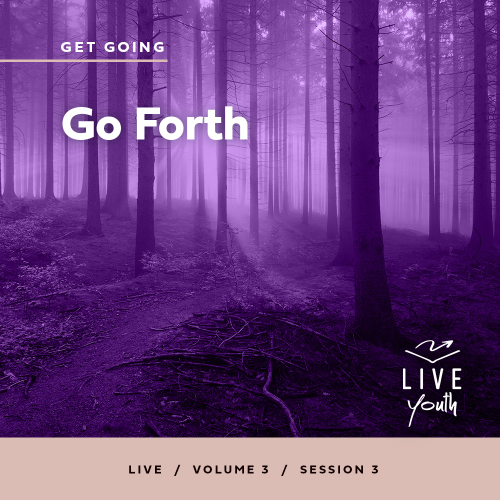 GET GOING
Go Forth
LIVE
youth
LIVE / VOLUME 3 / SESSION 3